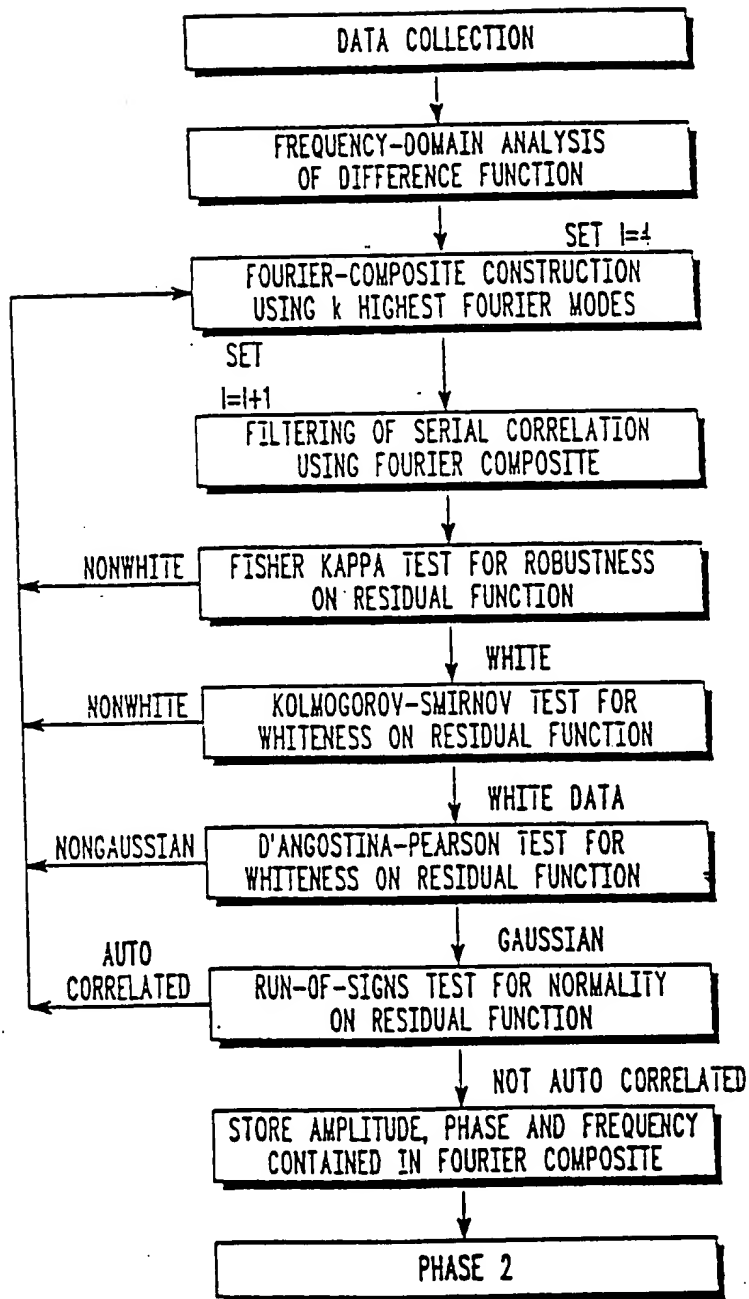 DATA COLLECTION
FREQUENCY-DOMAIN ANALYSIS
OF DIFFERENCE FUNCTION
SET I=1
FOURIER-COMPOSITE CONSTRUCTION
USING k HIGHEST FOURIER MODES
SET
I=I+1
FILTERING OF SERIAL CORRELATION
USING FOURIER COMPOSITE
NONWHITE
FISHER KAPPA TEST FOR ROBUSTNESS
ON RESIDUAL FUNCTION
WHITE
NONWHITE
KOLMOGOROV-SMIRNOV TEST FOR
WHITENESS ON RESIDUAL FUNCTION
WHITE DATA
NONGAUSSIAN
D'ANGOSTINA-PEARSON TEST FOR
WHITENESS ON RESIDUAL FUNCTION
GAUSSIAN
AUTO
CORRELATED
RUN-OF-SIGNS TEST FOR NORMALITY
ON RESIDUAL FUNCTION
NOT AUTO CORRELATED
STORE AMPLITUDE, PHASE AND FREQUENCY
CONTAINED IN FOURIER COMPOSITE
PHASE 2